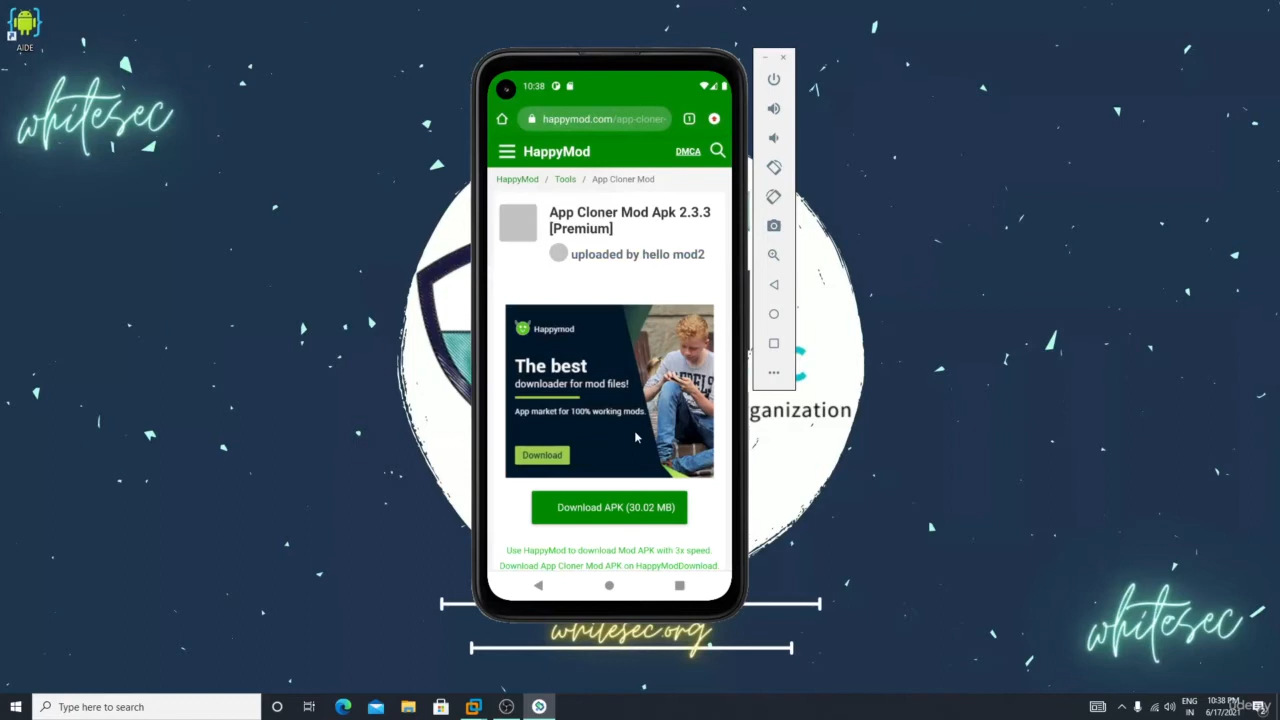 AIDE
whitesec
10:38
happymod.com/app-cloner-
1
HappyMod
DMCA
HappyMod / Tools / App Cloner Mod
App Cloner Mod Apk 2.3.3
[Premium]
uploaded by hello mod2
Happymod
The best
downloader for mod files!
App market for 100% working mods.
REBELS
Download
Download APK (30.02 MB)
Use HappyMod to download Mod APK with 3x speed.
Download App Cloner Mod APK on HappyModDownload.
ganization
whitesec.org
whitesec
Type here to search
ENG
IN
10:38 PM
6/17/2021
Udemy